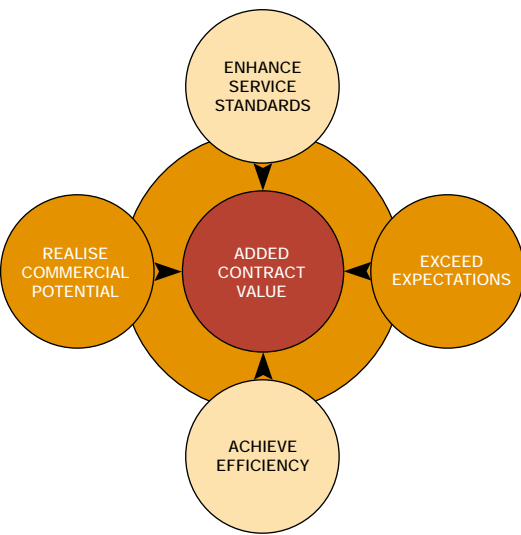 ENHANCE
SERVICE
STANDARDS
REALISE
COMMERCIAL
POTENTIAL
ADDED
CONTRACT
VALUE
EXCEED
EXPECTATIONS
ACHIEVE
EFFICIENCY